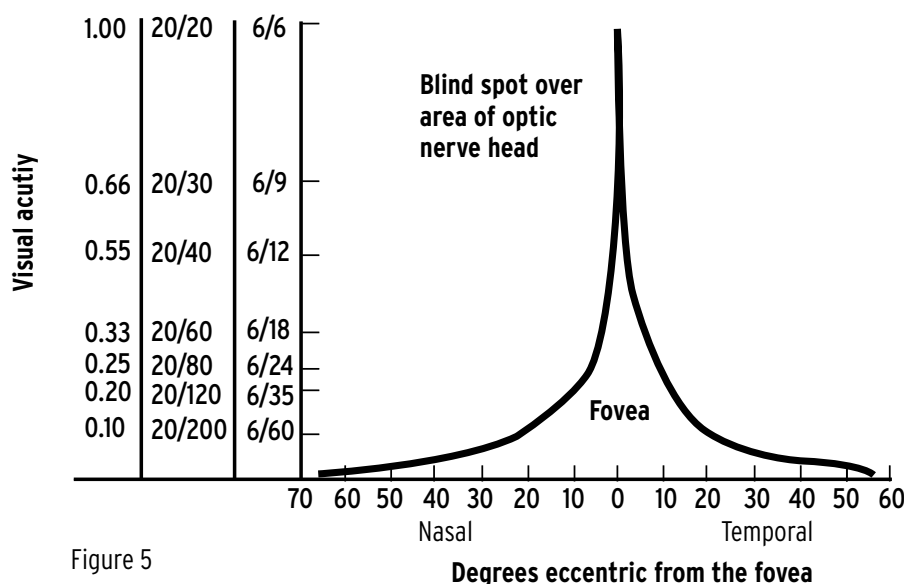 Visual acutiy
1.00 20/20 6/6
0.66 20/30 6/9
0.55 20/40 6/12
0.33 20/60 6/18
0.25 20/80 6/24
0.20 20/120 6/35
0.10 20/200 6/60
Blind spot over
area of optic
nerve head
Fovea
70 60 50 40 30 20 10 0 10 20 30 40 50 60
Nasal Temporal
Figure 5
Degrees eccentric from the fovea